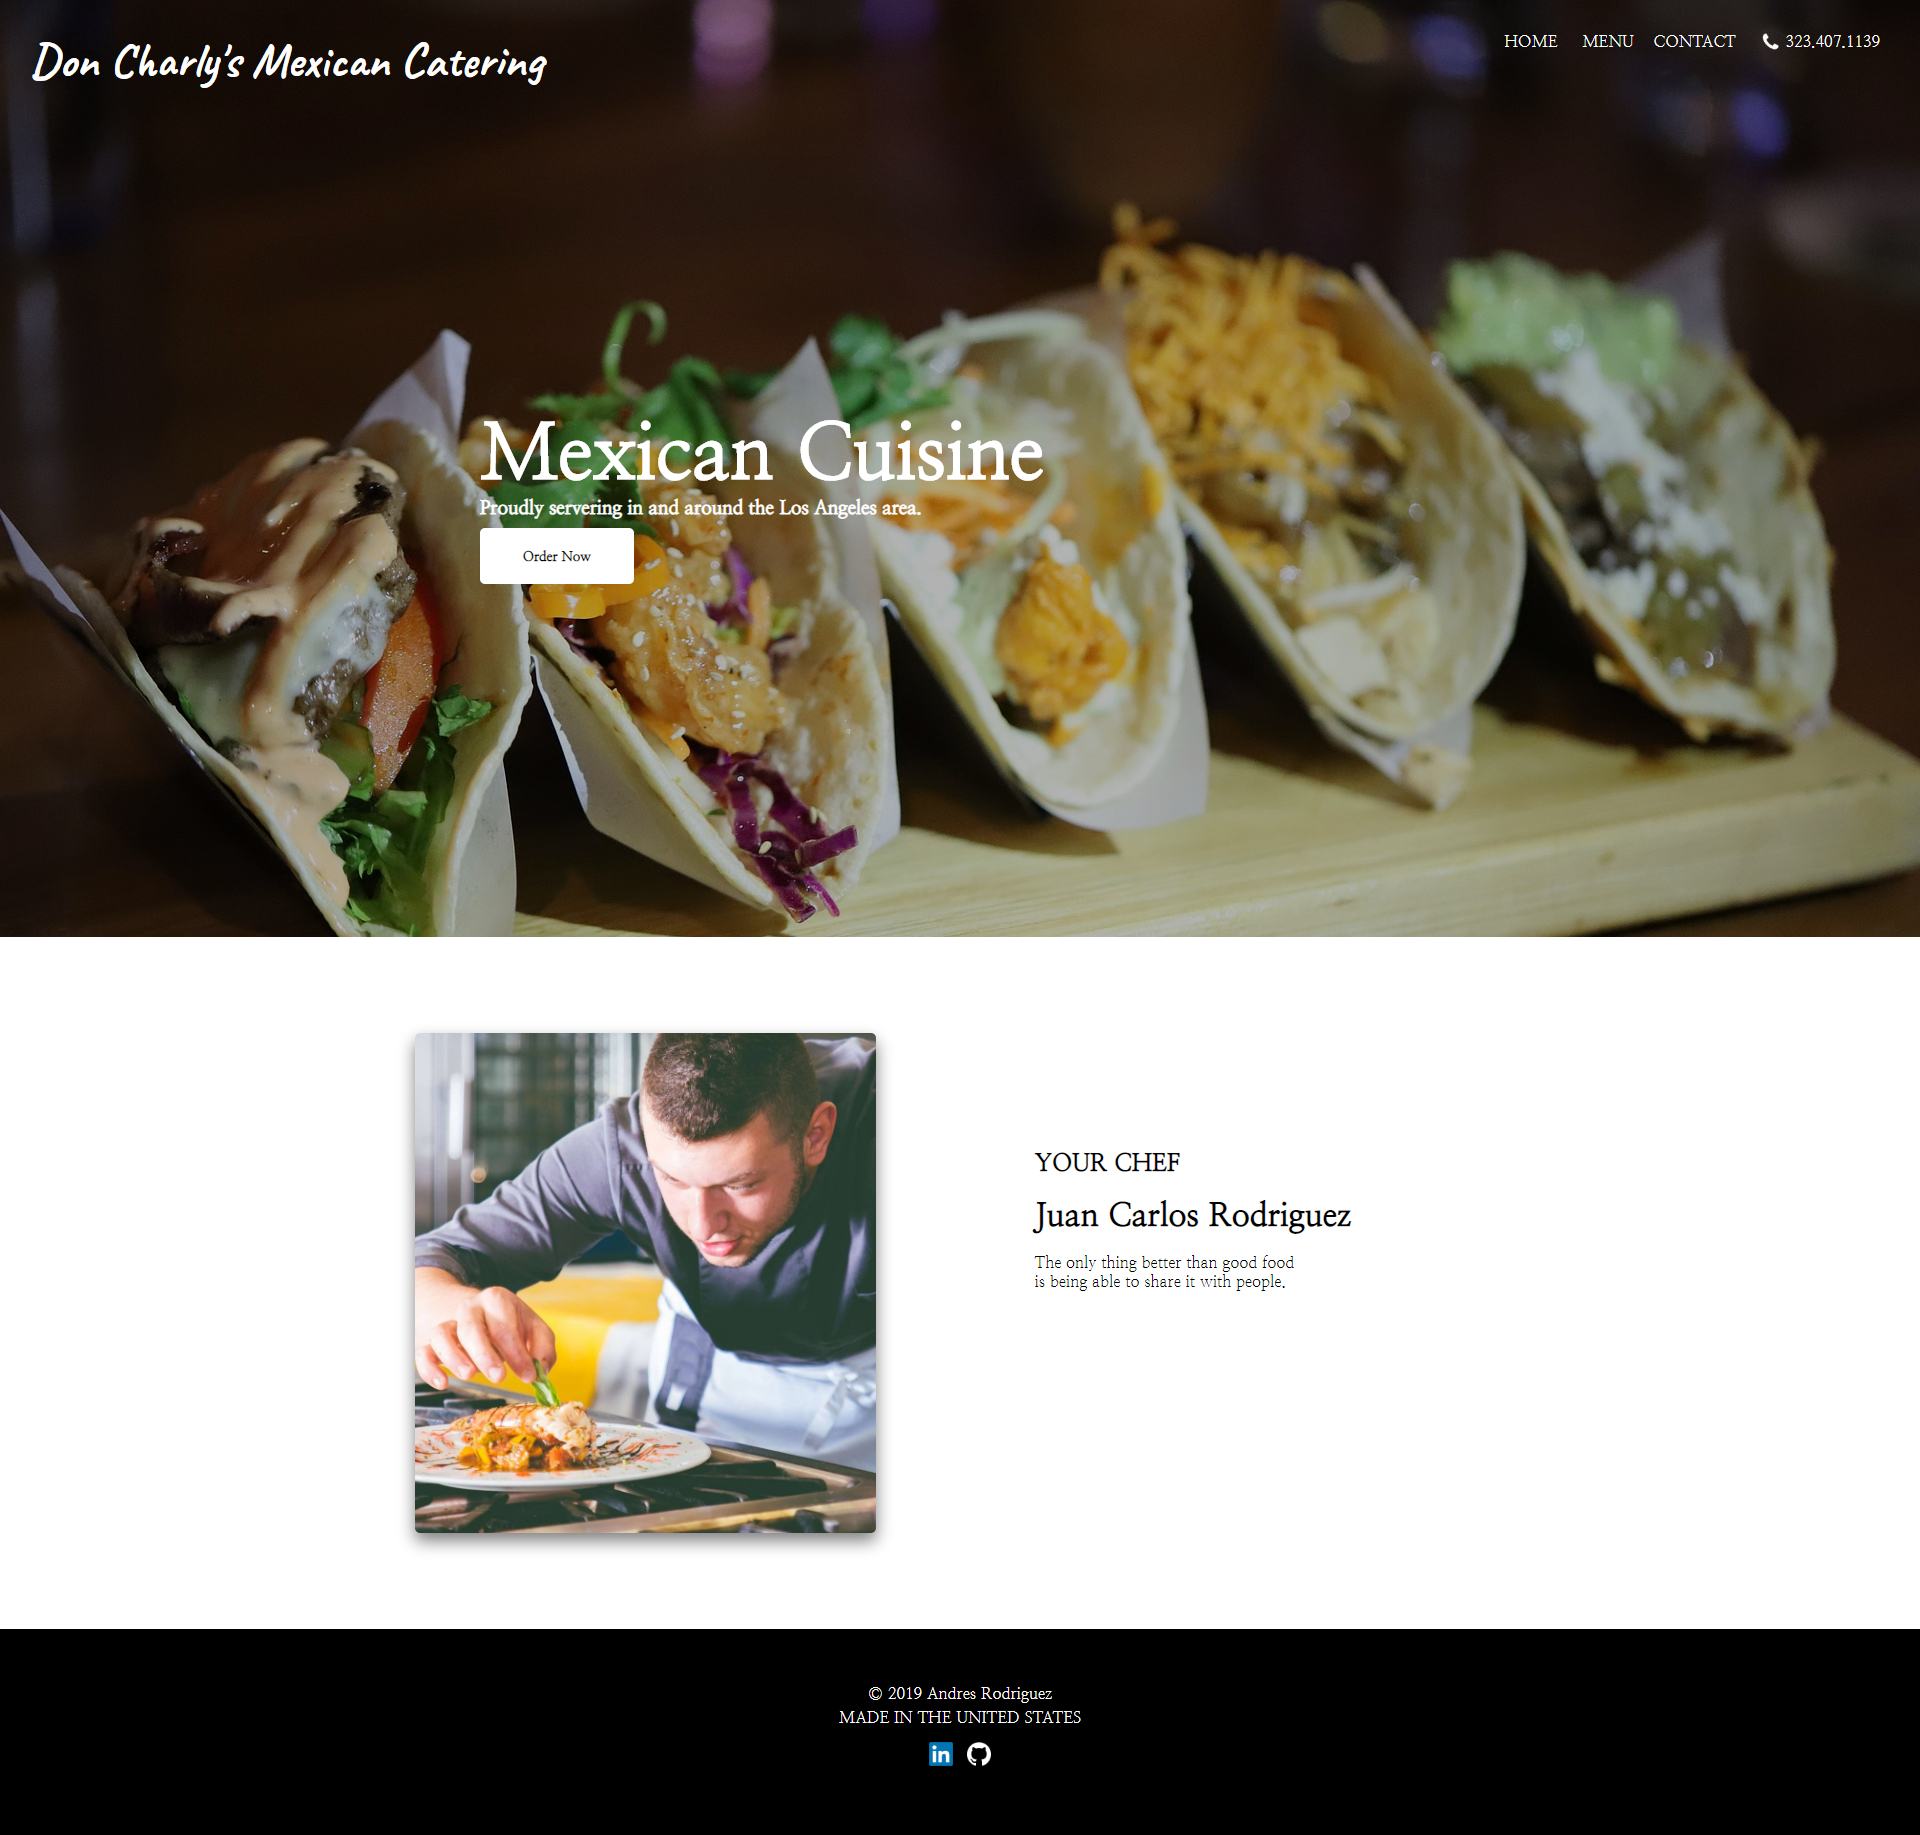 Don Charly's Mexican Catering
HOME MENU CONTACT 323.407.1139
Mexican Cuisine
Proudly servering in and around the Los Angeles area.
Order Now
YOUR CHEF
Juan Carlos Rodriguez
The only thing better than good food
is being able to share it with people.
© 2019 Andres Rodriguez
MADE IN THE UNITED STATES
in